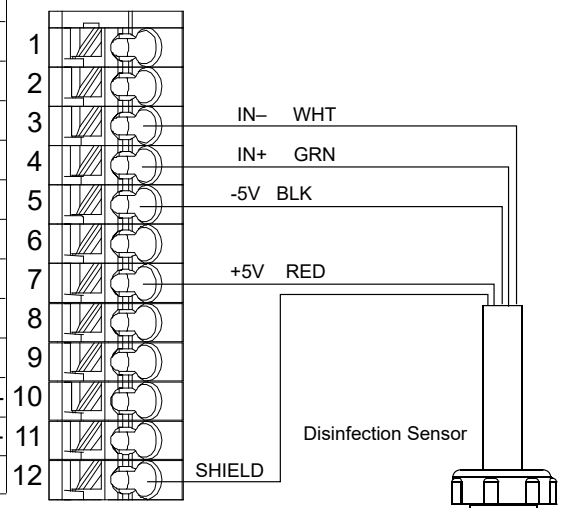 1
2
3 IN– WHT
4 IN+ GRN
5 -5V BLK
6
7 +5V RED
8
9
10
11 Disinfection Sensor
12 SHIELD